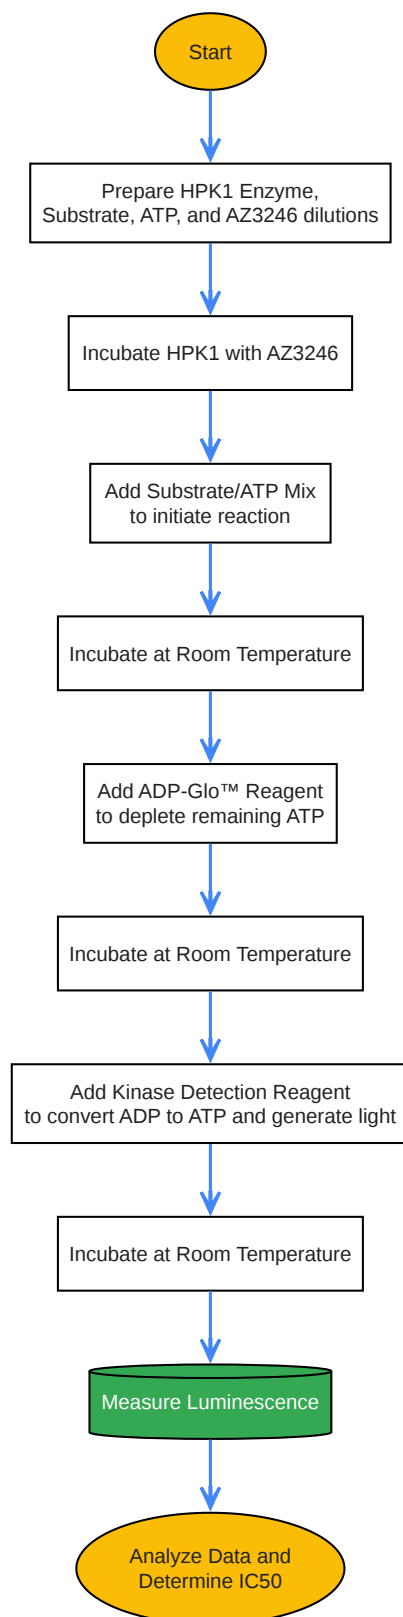 Start
Prepare HPK1 Enzyme,
Substrate, ATP, and AZ3246 dilutions
Incubate HPK1 with AZ3246
Add Substrate/ATP Mix
to initiate reaction
Incubate at Room Temperature
Add ADP-Glo™ Reagent
to deplete remaining ATP
Incubate at Room Temperature
Add Kinase Detection Reagent
to convert ADP to ATP and generate light
Incubate at Room Temperature
Measure Luminescence
Analyze Data and
Determine IC50